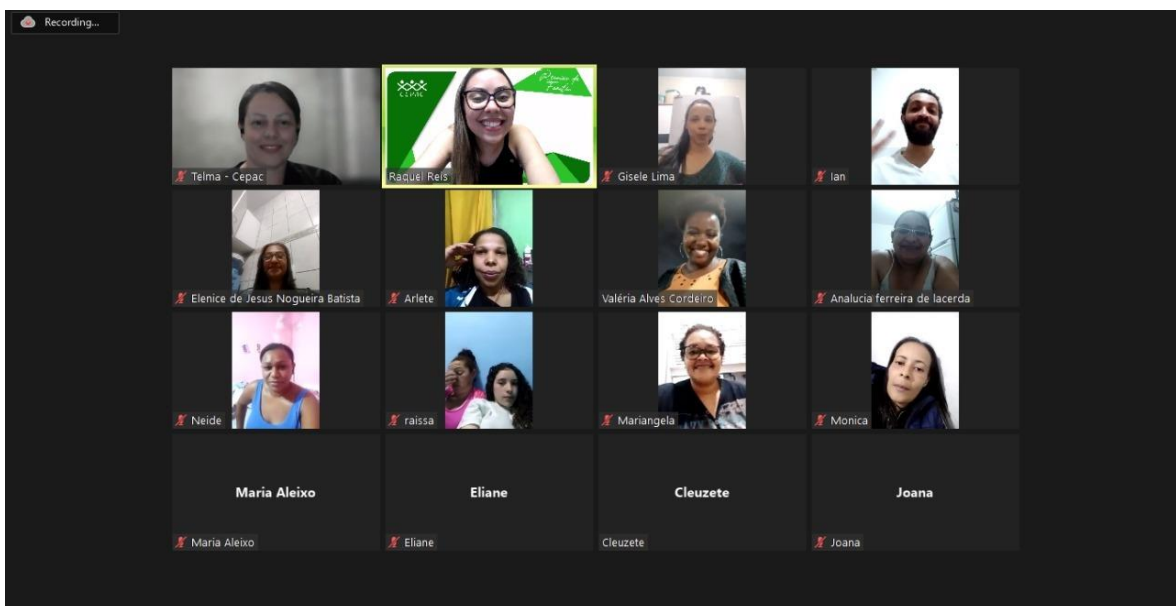 Recording...
CEPAC
Telma - Cepac
Raquel Reis
Gisele Lima
Ian
Elenice de Jesus Nogueira Batista
Arlete
Valéria Alves Cordeiro
Analucia ferreira de lacerda
Neide
raissa
Mariangela
Monica
Maria Aleixo
Eliane
Cleuzete
Joana
Maria Aleixo
Eliane
Cleuzete
Joana